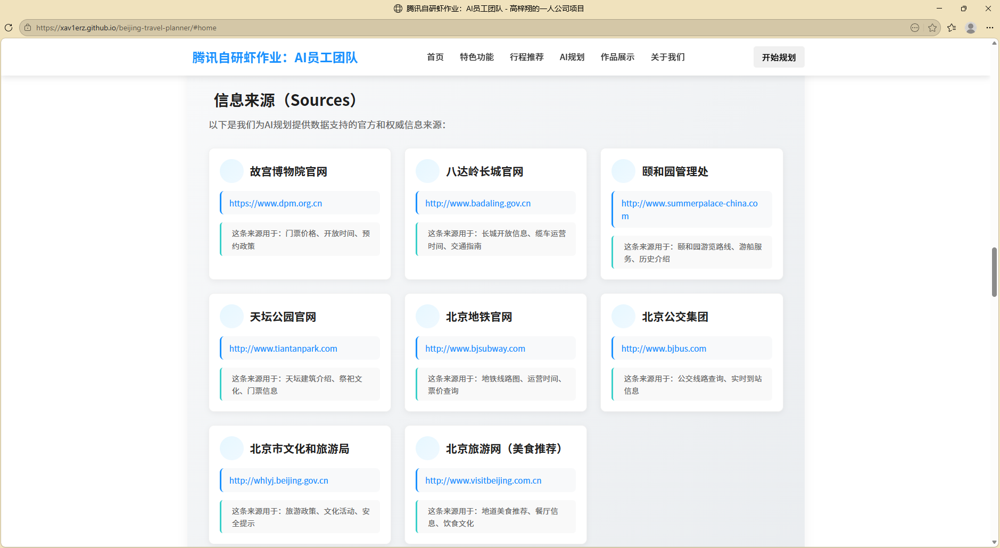 腾讯自研虾作业：AI员工团队 - 高梓翔的一人公司项目
https://xav1erz.github.io/beijing-travel-planner/#home
腾讯自研虾作业：AI员工团队
首页
特色功能
行程推荐
AI规划
作品展示
关于我们
开始规划
信息来源（Sources）
以下是我们为AI规划提供数据支持的官方和权威信息来源：
故宫博物院官网
https://www.dpm.org.cn
这条来源用于：门票价格、开放时间、预
约政策
八达岭长城官网
http://www.badaling.gov.cn
这条来源用于：长城开放信息、缆车运营
时间、交通指南
颐和园管理处
http://www.summerpalace-china.co
m
这条来源用于：颐和园游览路线、游船服
务、历史介绍
天坛公园官网
http://www.tiantanpark.com
这条来源用于：天坛建筑介绍、祭祀文
化、门票信息
北京地铁官网
http://www.bjsubway.com
这条来源用于：地铁线路图、运营时间、
票价查询
北京公交集团
http://www.bjbus.com
这条来源用于：公交线路查询、实时到站
信息
北京市文化和旅游局
http://whlyj.beijing.gov.cn
这条来源用于：旅游政策、文化活动、安
全提示
北京旅游网（美食推荐）
http://www.visitbeijing.com.cn
这条来源用于：地道美食推荐、餐厅信
息、饮食文化